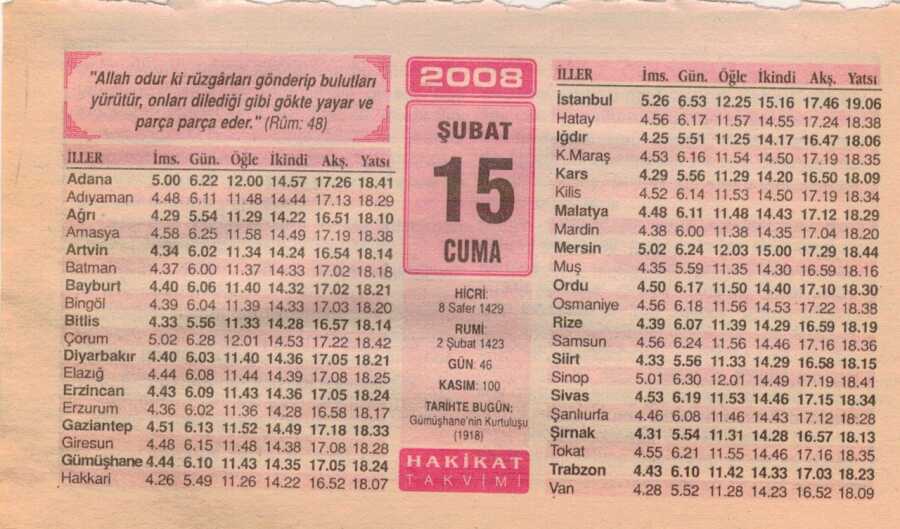 "Allah odur ki rüzgârları gönderip bulutları
yürütür, onları dilediği gibi gökte yayar ve
parça parça eder." (Rûm: 48)
İLLER İms. Gün. Öğle İkindi Akş. Yatsı
Adana 5.00 6.22 12.00 14.57 17.26 18.41
Adıyaman 4.48 6.11 11.48 14.44 17.13 18.29
Ağrı 4.29 5.54 11.29 14.22 16.51 18.10
Amasya 4.58 6.25 11.58 14.49 17.19 18.38
Artvin 4.34 6.02 11.34 14.24 16.54 18.14
Batman 4.37 6.00 11.37 14.33 17.02 18.18
Bayburt 4.40 6.06 11.40 14.32 17.02 18.21
Bingöl 4.39 6.04 11.39 14.33 17.03 18.20
Bitlis 4.33 5.56 11.33 14.28 16.57 18.14
Çorum 5.02 6.28 12.01 14.53 17.22 18.42
Diyarbakır 4.40 6.03 11.40 14.36 17.05 18.21
Elazığ 4.44 6.08 11.44 14.39 17.08 18.25
Erzincan 4.43 6.09 11.43 14.36 17.05 18.24
Erzurum 4.36 6.02 11.36 14.28 16.58 18.17
Gaziantep 4.51 6.13 11.52 14.49 17.18 18.33
Giresun 4.48 6.15 11.48 14.38 17.08 18.28
Gümüşhane 4.44 6.10 11.43 14.35 17.05 18.24
Hakkari 4.26 5.49 11.26 14.22 16.52 18.07
2008
ŞUBAT
15
CUMA
HİCRİ:
8 Safer 1429
RUMİ:
2 Şubat 1423
GÜN: 46
KASIM: 100
TARİHTE BUGÜN:
Gümüşhane'nin Kurtuluşu
(1918)
HAKİKAT
TAKVİMİ
İLLER İms. Gün. Öğle İkindi Akş. Yatsı
İstanbul 5.26 6.53 12.25 15.16 17.46 19.06
Hatay 4.56 6.17 11.57 14.55 17.24 18.38
Iğdır 4.25 5.51 11.25 14.17 16.47 18.06
K.Maraş 4.53 6.16 11.54 14.50 17.19 18.35
Kars 4.29 5.56 11.29 14.20 16.50 18.09
Kilis 4.52 6.14 11.53 14.50 17.19 18.34
Malatya 4.48 6.11 11.48 14.43 17.12 18.29
Mardin 4.38 6.00 11.38 14.35 17.04 18.20
Mersin 5.02 6.24 12.03 15.00 17.29 18.44
Muş 4.35 5.59 11.35 14.30 16.59 18.16
Ordu 4.50 6.17 11.50 14.40 17.10 18.30
Osmaniye 4.56 6.18 11.56 14.53 17.22 18.38
Rize 4.39 6.07 11.39 14.29 16.59 18.19
Samsun 4.56 6.24 11.56 14.46 17.16 18.36
Siirt 4.33 5.56 11.33 14.29 16.58 18.15
Sinop 5.01 6.30 12.01 14.49 17.19 18.41
Sivas 4.53 6.19 11.53 14.46 17.15 18.34
Şanlıurfa 4.46 6.08 11.46 14.43 17.12 18.28
Şırnak 4.31 5.54 11.31 14.28 16.57 18.13
Tokat 4.55 6.21 11.55 14.46 17.16 18.35
Trabzon 4.43 6.10 11.42 14.33 17.03 18.23
Van 4.28 5.52 11.28 14.23 16.52 18.09